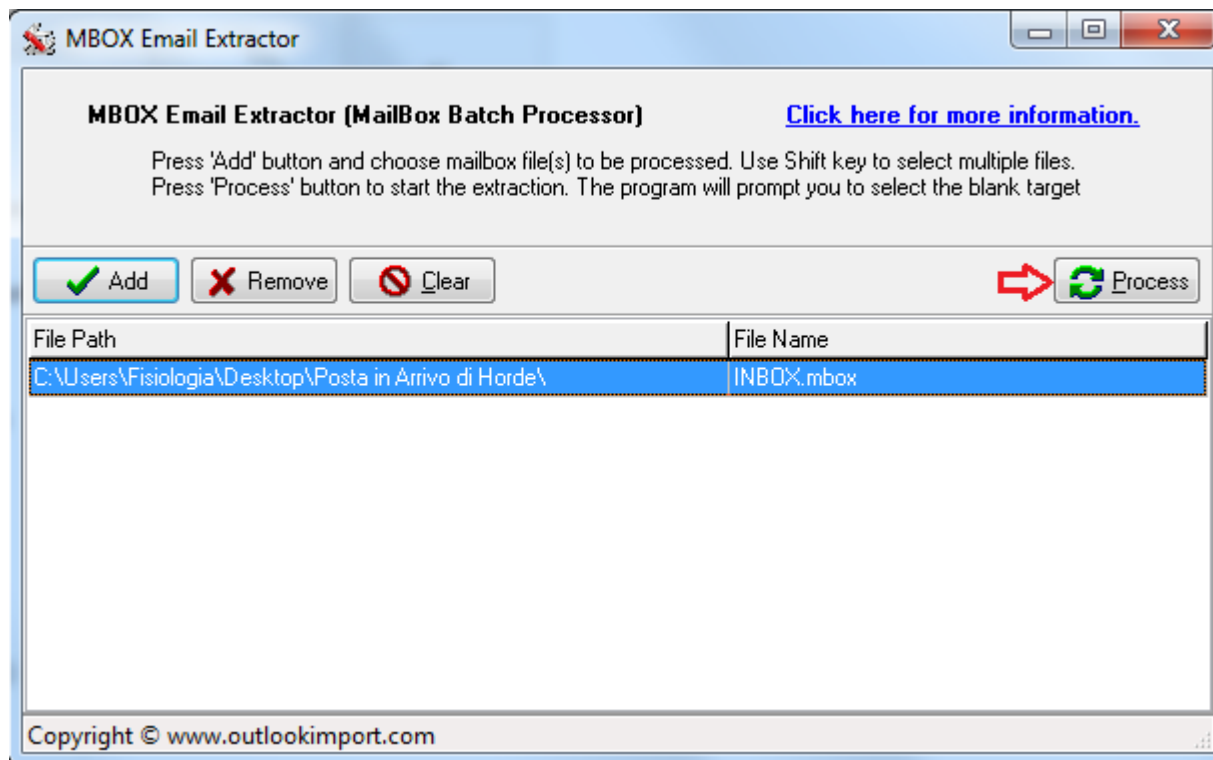 MBOX Email Extractor
MBOX Email Extractor (MailBox Batch Processor) Click here for more information.
Press 'Add' button and choose mailbox file(s) to be processed. Use Shift key to select multiple files.
Press 'Process' button to start the extraction. The program will prompt you to select the blank target
Add Remove Clear Process
File Path File Name
C:\Users\Fisiologia\Desktop\Posta in Arrivo di Horde\ INBOX.mbox
Copyright © www.outlookimport.com